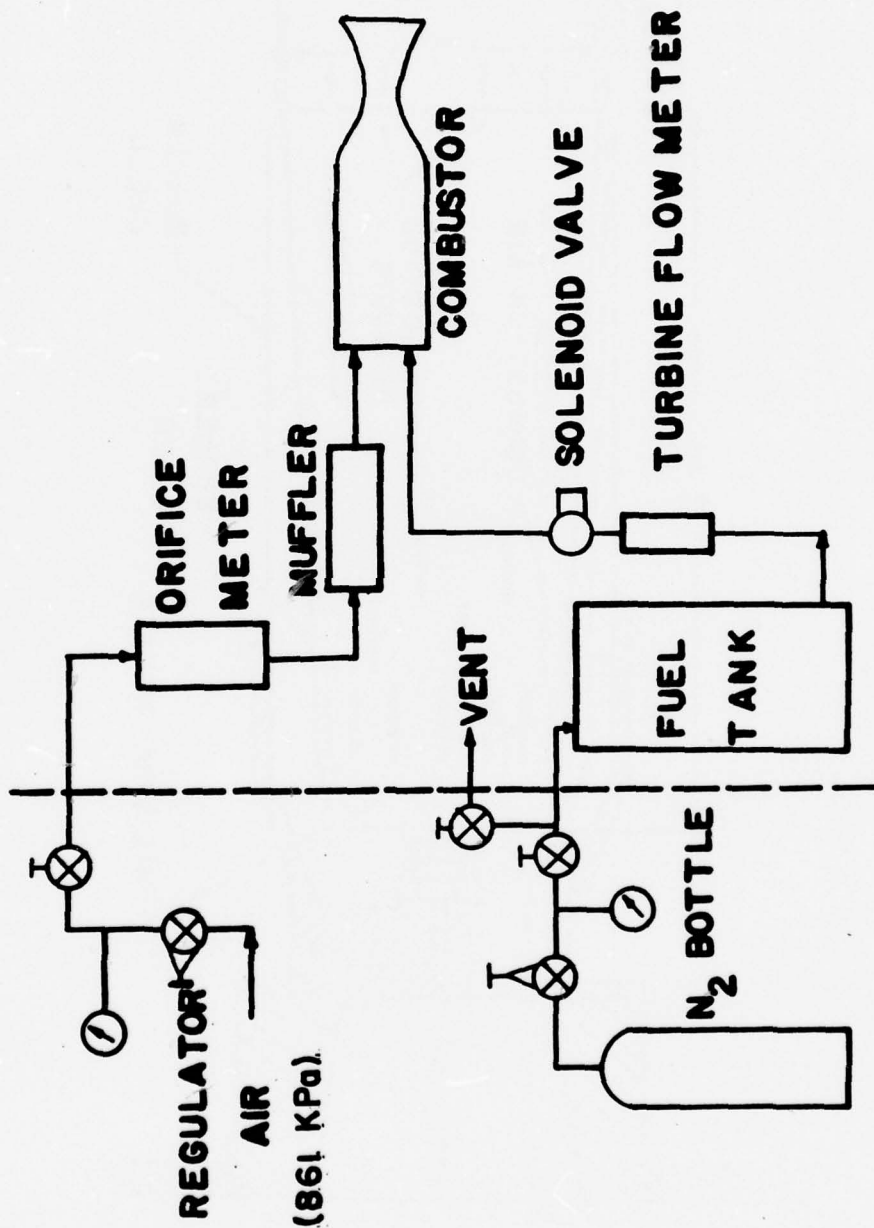 ORIFICE
METER
MUFFLER
COMBUSTOR
SOLENOID VALVE
TURBINE FLOW METER
VENT
FUEL
TANK
REGULATOR
AIR
(861 KPa)
N2 BOTTLE